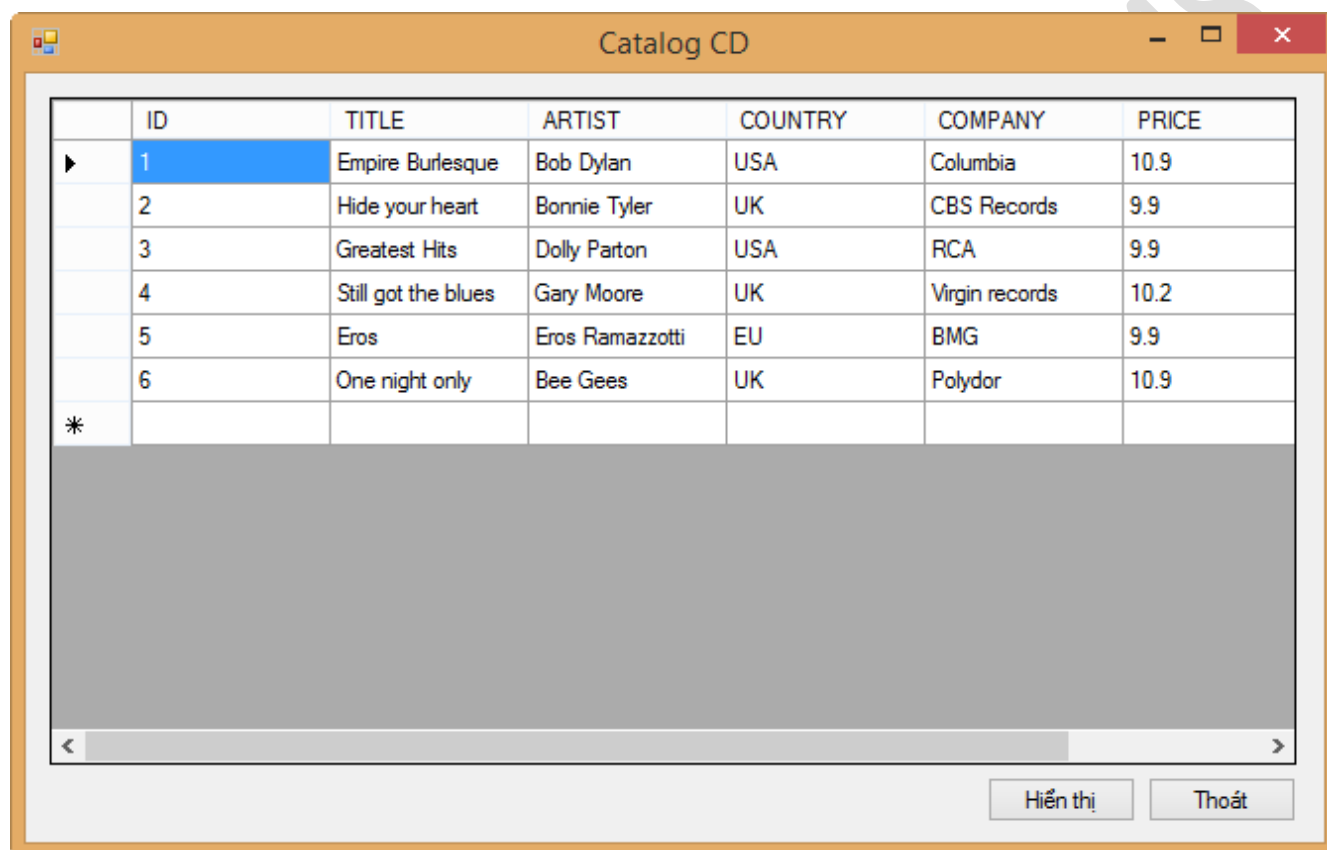 Catalog CD
ID TITLE ARTIST COUNTRY COMPANY PRICE
1 Empire Burlesque Bob Dylan USA Columbia 10.9
2 Hide your heart Bonnie Tyler UK CBS Records 9.9
3 Greatest Hits Dolly Parton USA RCA 9.9
4 Still got the blues Gary Moore UK Virgin records 10.2
5 Eros Eros Ramazzotti EU BMG 9.9
6 One night only Bee Gees UK Polydor 10.9
Hiển thị Thoát